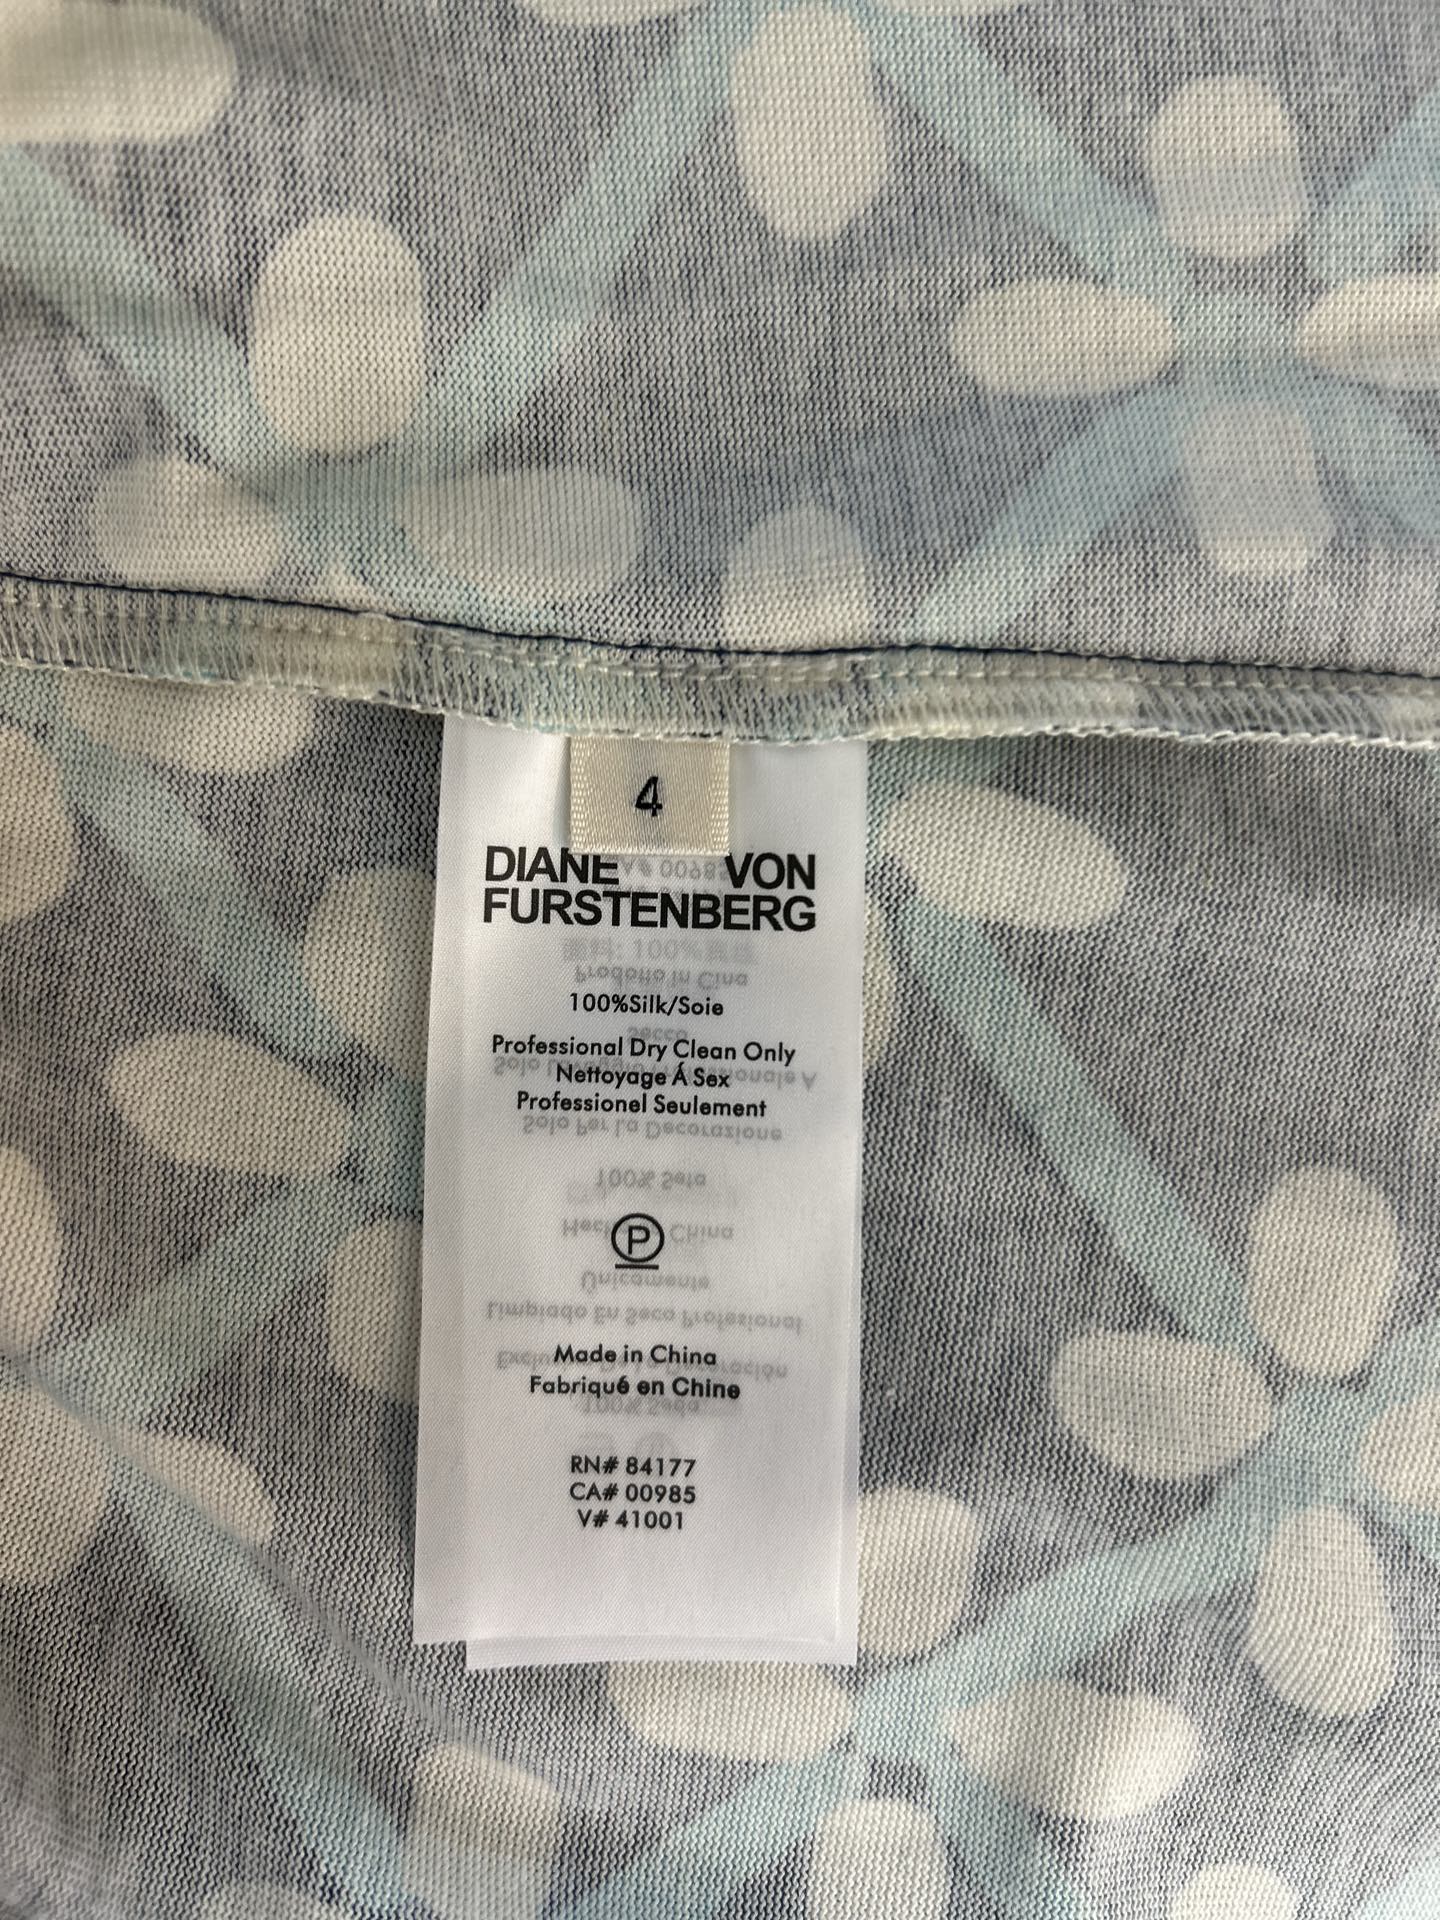 4
DIANE VON
FURSTENBERG
100%Silk/Soie
Professional Dry Clean Only
Nettoyage Á Sex
Professionel Seulement
P
Made in China
Fabriqué en Chine
RN# 84177
CA# 00985
V# 41001